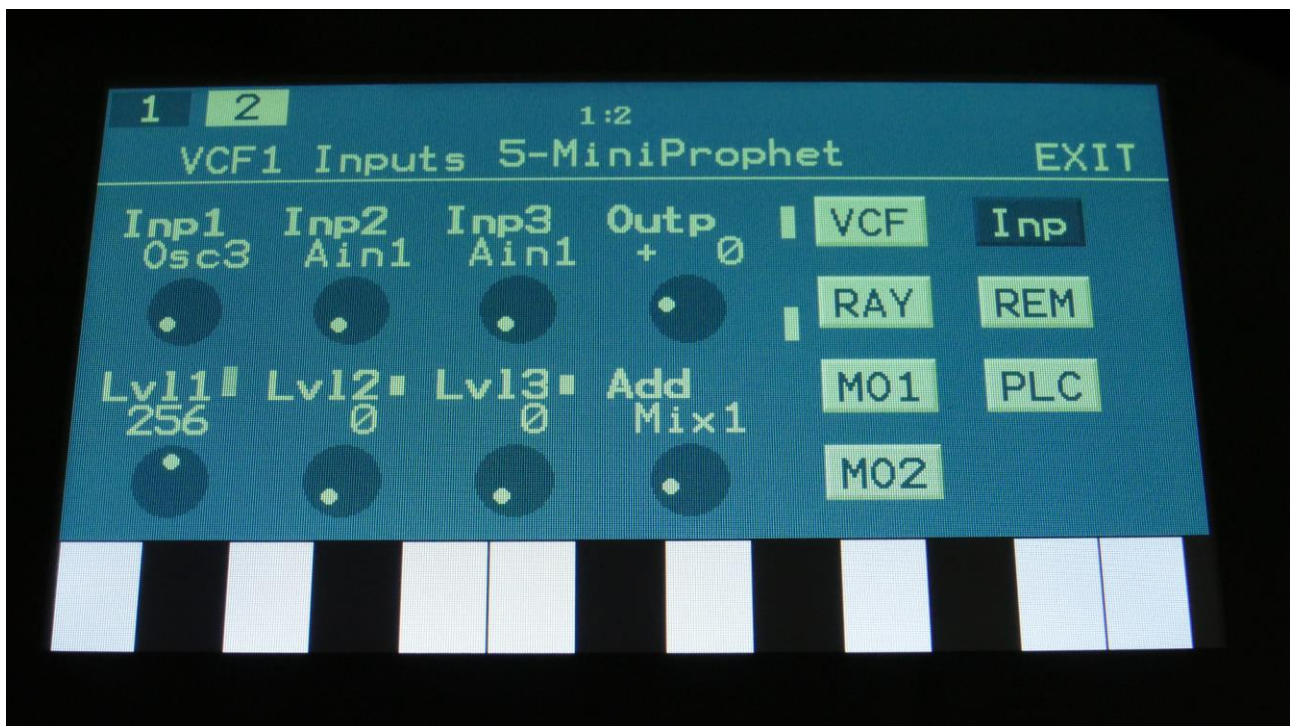 1 2 1:2
VCF1 Inputs 5-MiniProphet EXIT
Inp1 Inp2 Inp3 Outp VCF Inp
Osc3 Ain1 Ain1 + 0
RAY REM
Lvl1 Lvl2 Lvl3 Add MO1 PLC
256 0 0 Mix1
MO2